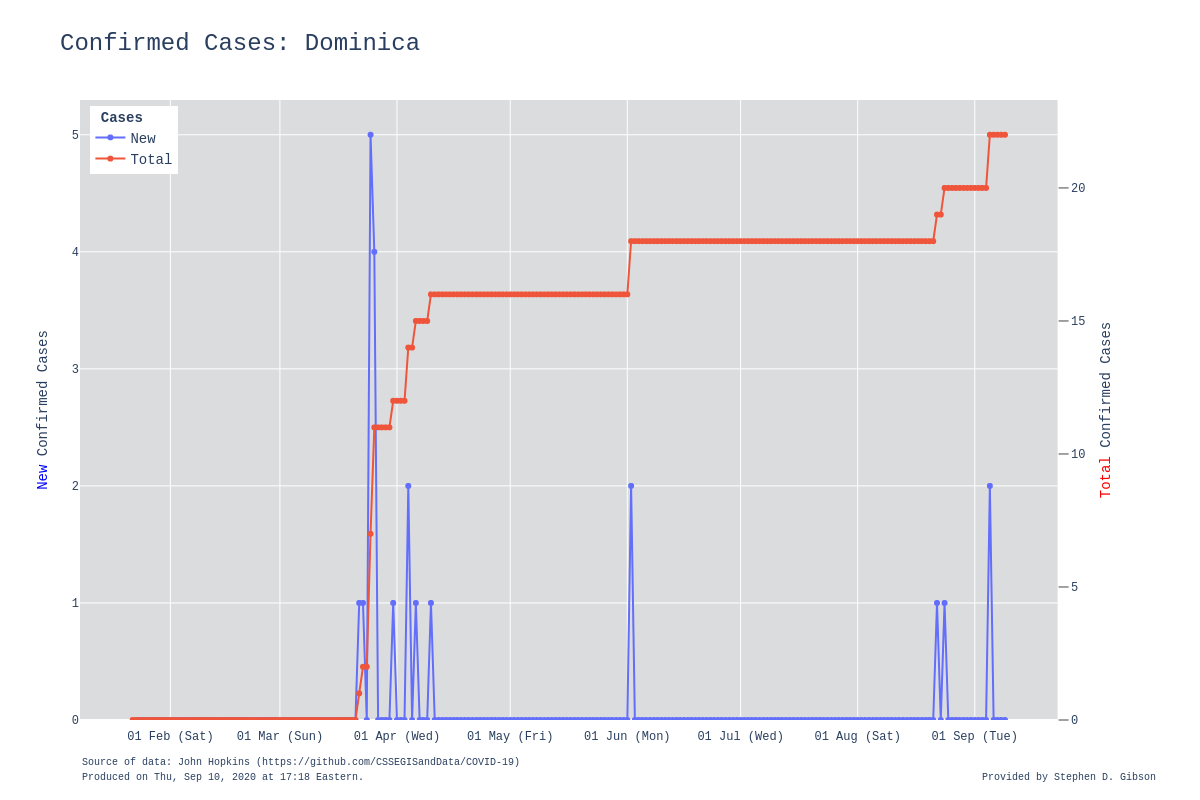 Confirmed Cases: Dominica
Cases
New
Total
5
4
3
2
1
0
New Confirmed Cases
20
15
10
5
0
Total Confirmed Cases
01 Feb (Sat) 01 Mar (Sun) 01 Apr (Wed) 01 May (Fri) 01 Jun (Mon) 01 Jul (Wed) 01 Aug (Sat) 01 Sep (Tue)
Source of data: John Hopkins (https://github.com/CSSEGISandData/COVID-19)
Produced on Thu, Sep 10, 2020 at 17:18 Eastern.
Provided by Stephen D. Gibson